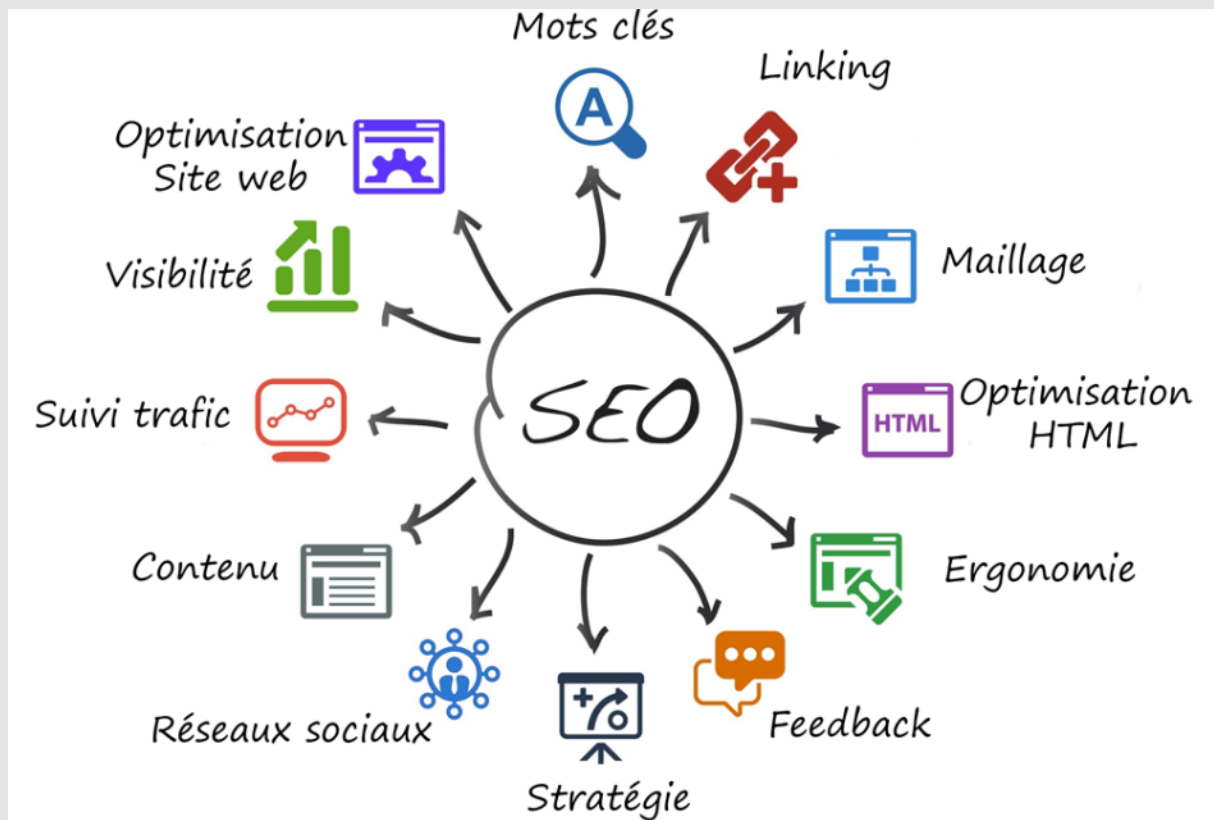 Mots clés
Linking
Optimisation
Site web
A
Visibilité
Maillage
Suivi trafic
SEO
Optimisation
HTML
HTML
Contenu
Ergonomie
Réseaux sociaux
Feedback
Stratégie